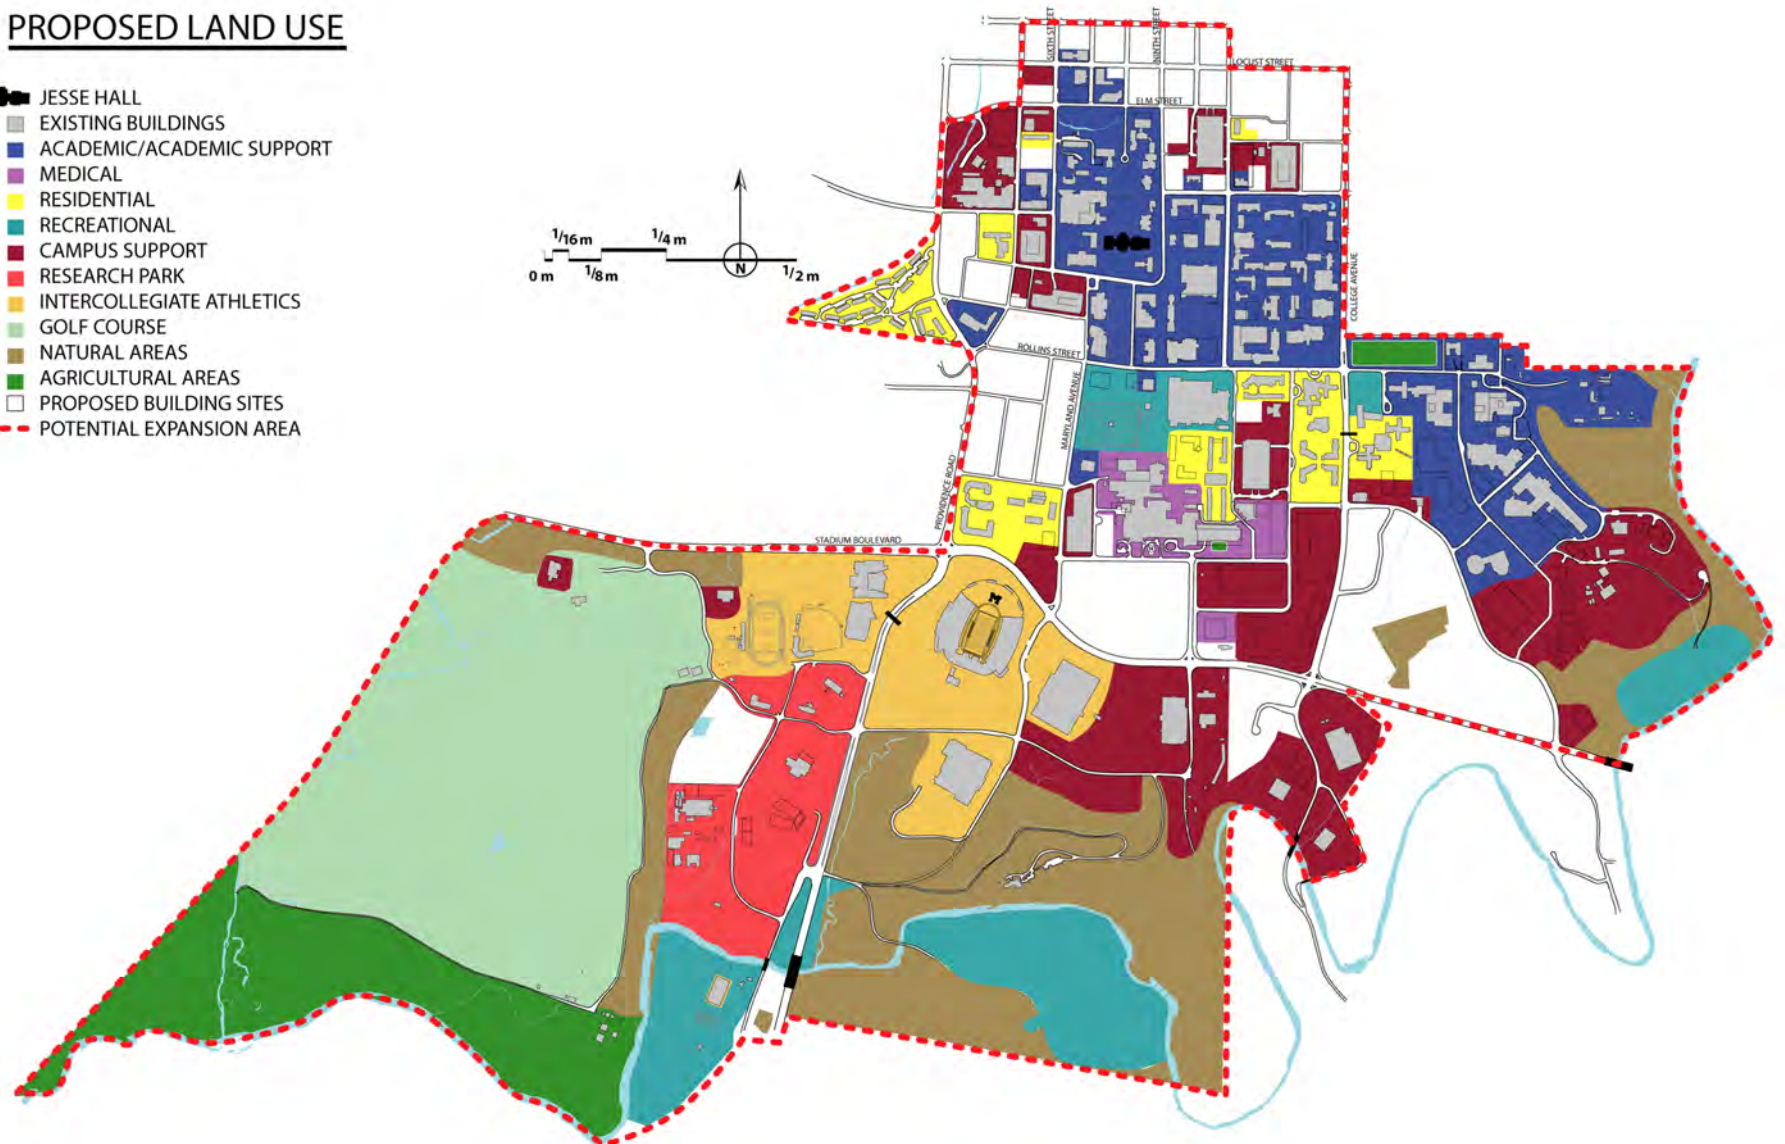 PROPOSED LAND USE
JESSE HALL
EXISTING BUILDINGS
ACADEMIC/ACADEMIC SUPPORT
MEDICAL
RESIDENTIAL
RECREATIONAL
CAMPUS SUPPORT
RESEARCH PARK
INTERCOLLEGIATE ATHLETICS
GOLF COURSE
NATURAL AREAS
AGRICULTURAL AREAS
PROPOSED BUILDING SITES
POTENTIAL EXPANSION AREA
1/16 m
1/4 m
0 m
1/8 m
1/2 m
N
SIXTH STREET
NINTH STREET
LOCUST STREET
ELM STREET
COLLEGE AVENUE
ROLLINS STREET
MARYLAND AVENUE
PROVIDENCE ROAD
STADIUM BOULEVARD
M